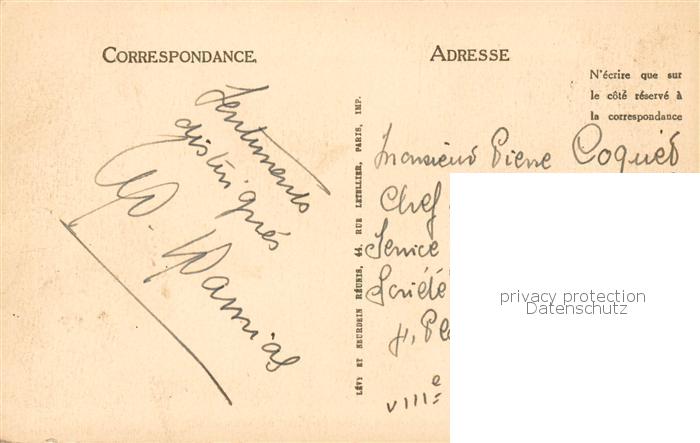 CORRESPONDANCE.
Sentiments
distingués
ADRESSE
N'écrire que sur
le côté réservé à
la correspondance
LÉVY ET NEURDEIN RÉUNIS, 44, RUE LETELLIER, PARIS, IMP.
Monsieur Pierre Coquet
Chef
Service
Société
VIIIe
privacy protection
Datenschutz